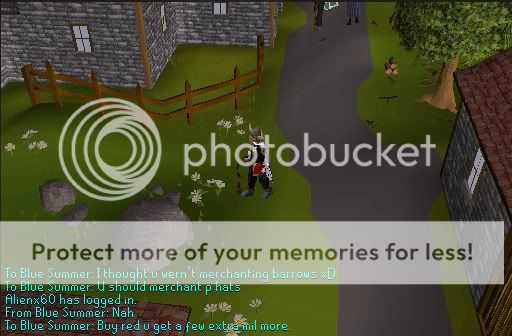 photobucket
Protect more of your memories for less!
To Blue Summer: I thought u wern't merchanting barrows xD
To Blue Summer: U should merchant p hats
Alienx60 has logged in.
From Blue Summer: Nah
To Blue Summer: Buy red u get a few extra mil more.